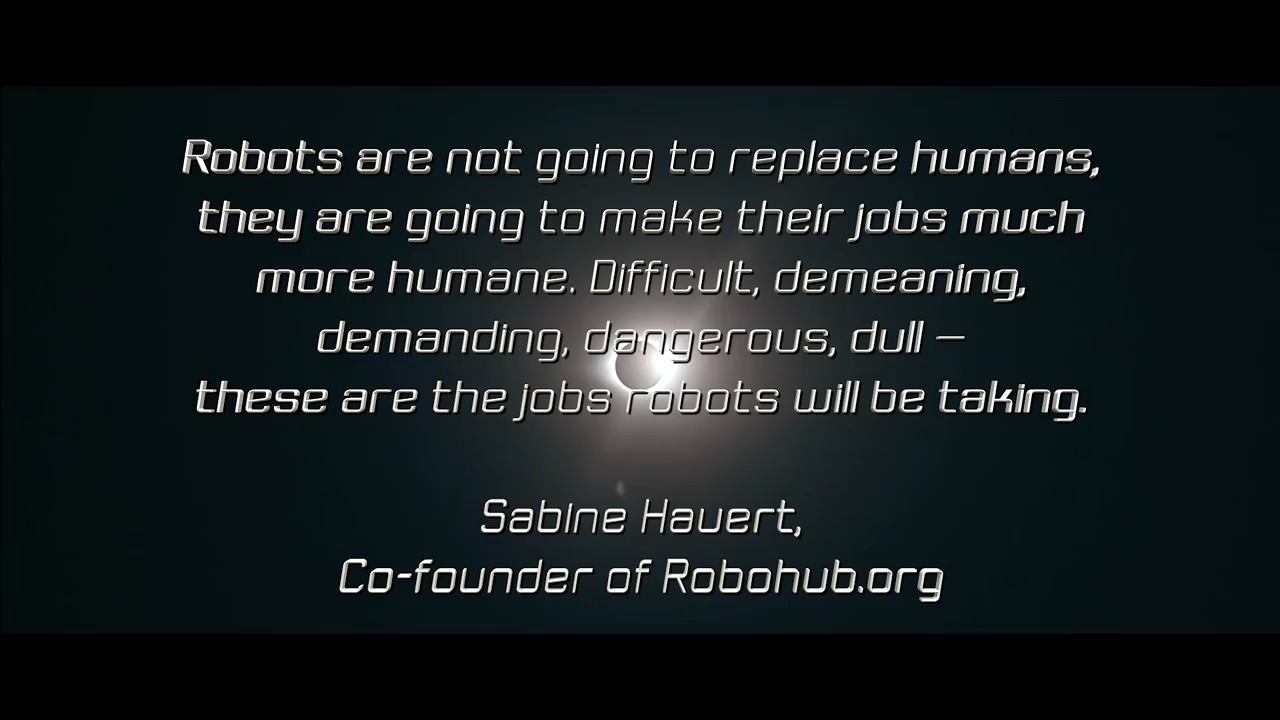 Robots are not going to replace humans,
they are going to make their jobs much
more humane. Difficult, demeaning,
demanding, dangerous, dull –
these are the jobs robots will be taking.
Sabine Hauert,
Co-founder of Robohub.org